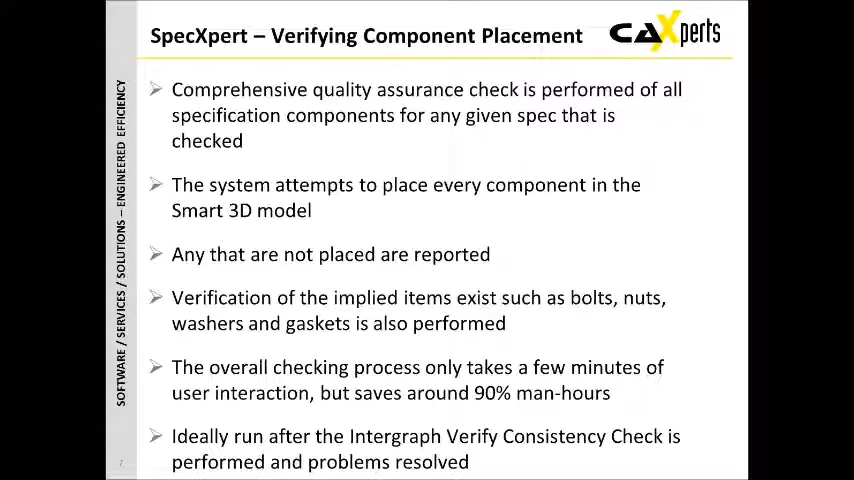 SpecXpert – Verifying Component Placement
CAXperts
Comprehensive quality assurance check is performed of all
specification components for any given spec that is
checked
The system attempts to place every component in the
Smart 3D model
Any that are not placed are reported
Verification of the implied items exist such as bolts, nuts,
washers and gaskets is also performed
The overall checking process only takes a few minutes of
user interaction, but saves around 90% man-hours
Ideally run after the Intergraph Verify Consistency Check is
performed and problems resolved
SOFTWARE / SERVICES / SOLUTIONS – ENGINEERED EFFICIENCY
7